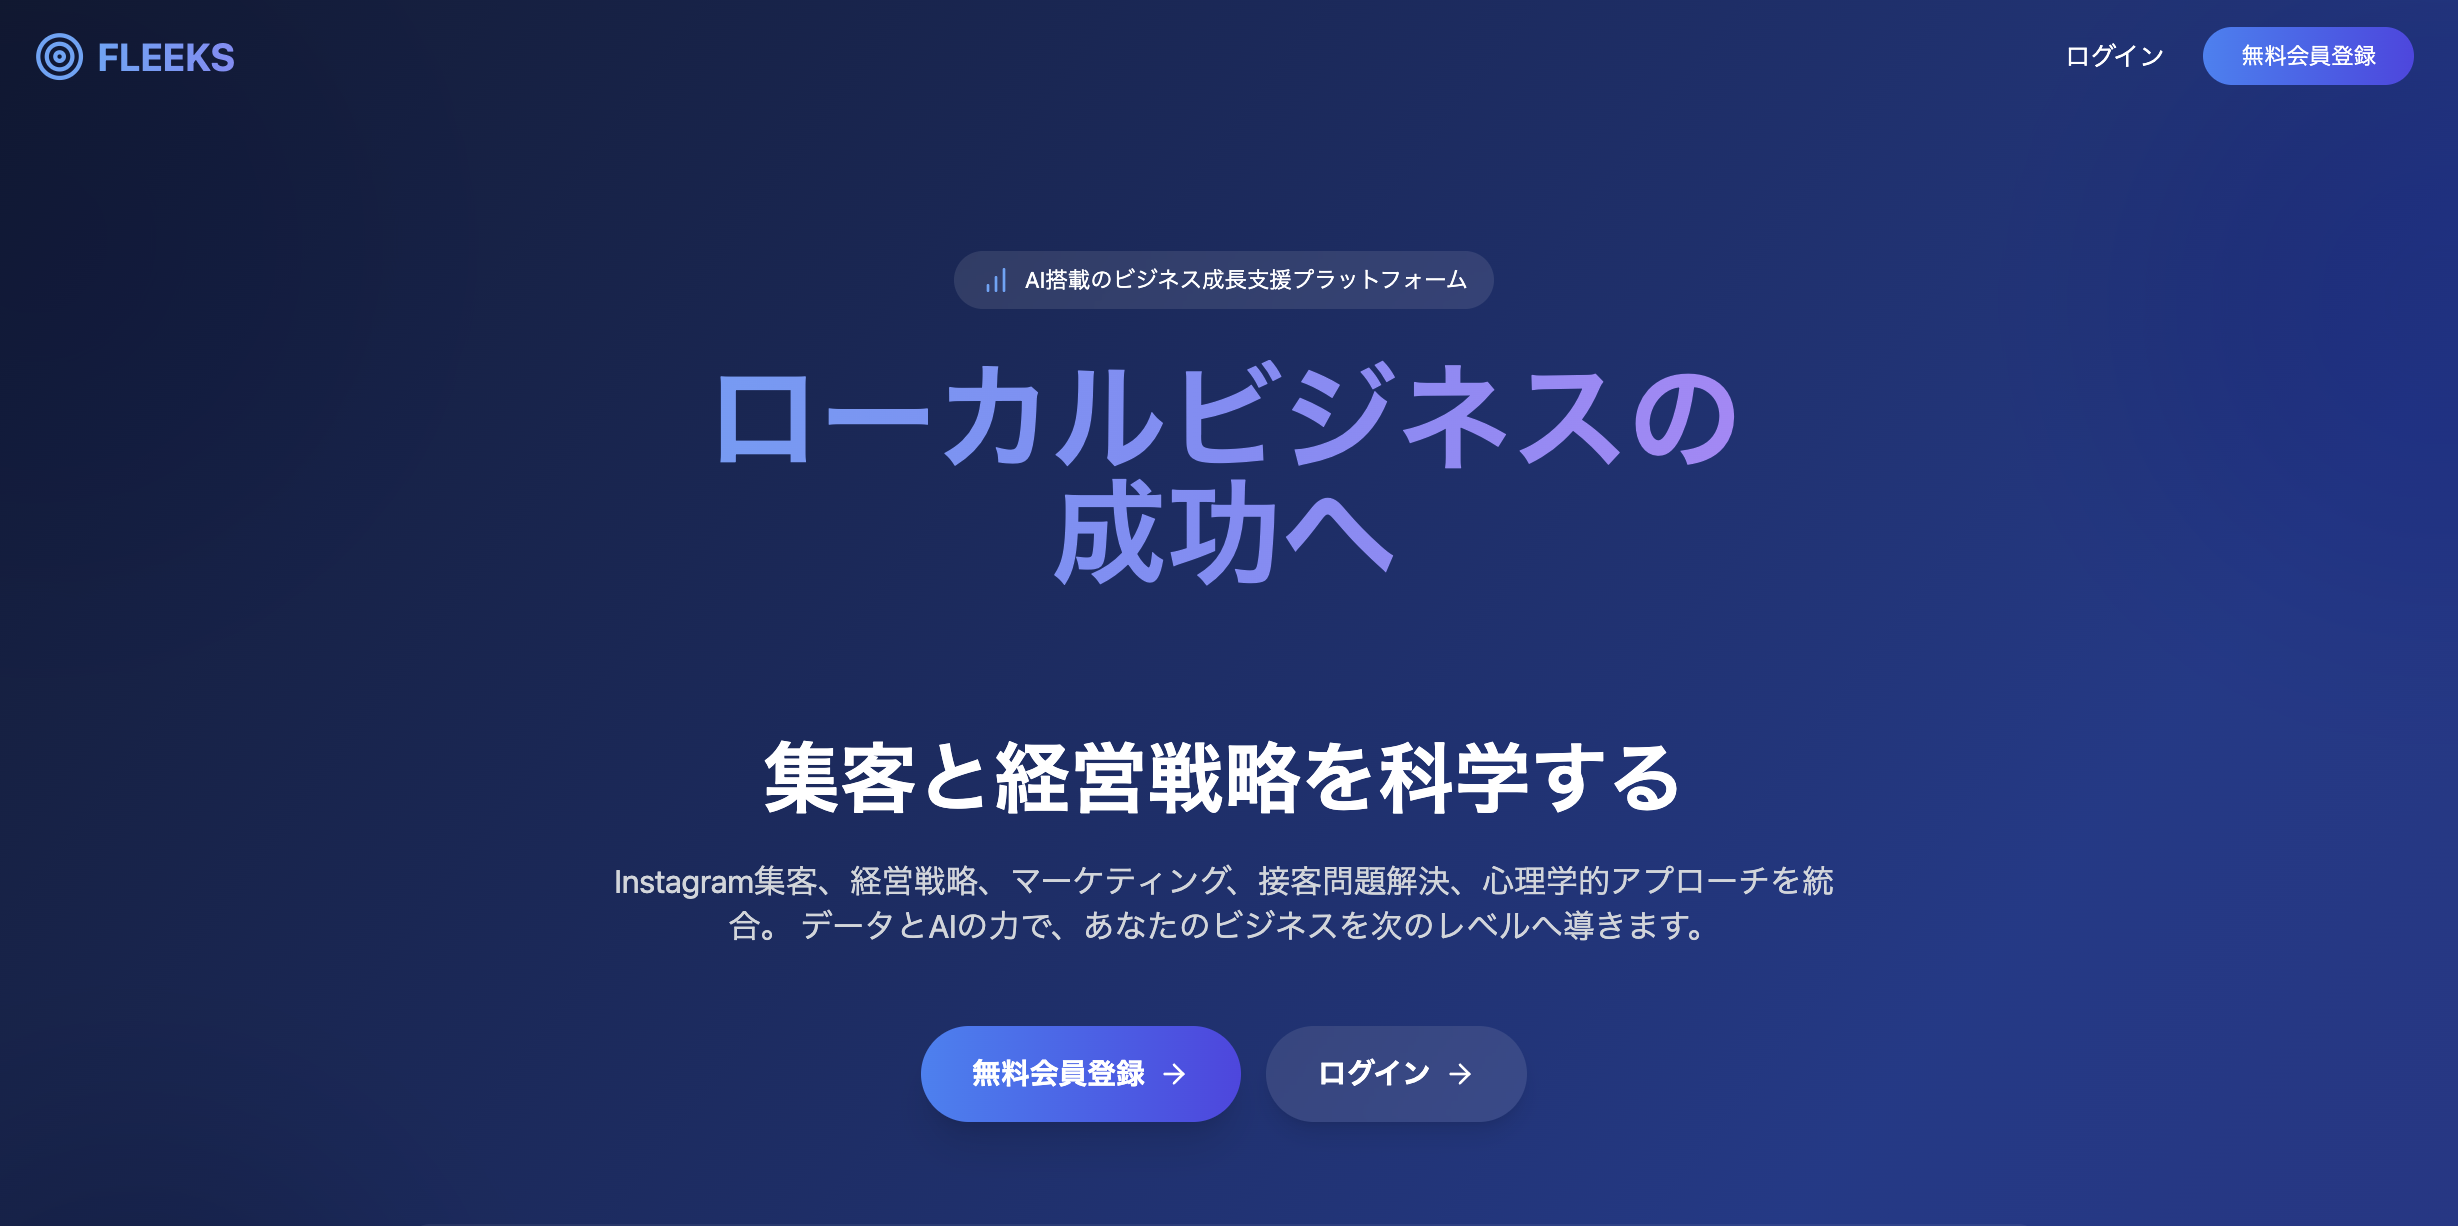 FLEEKS
ログイン
無料会員登録
AI搭載のビジネス成長支援プラットフォーム
ローカルビジネスの
成功へ
集客と経営戦略を科学する
Instagram集客、経営戦略、マーケティング、接客問題解決、心理学的アプローチを統
合。 データとAIの力で、あなたのビジネスを次のレベルへ導きます。
無料会員登録 →
ログイン →